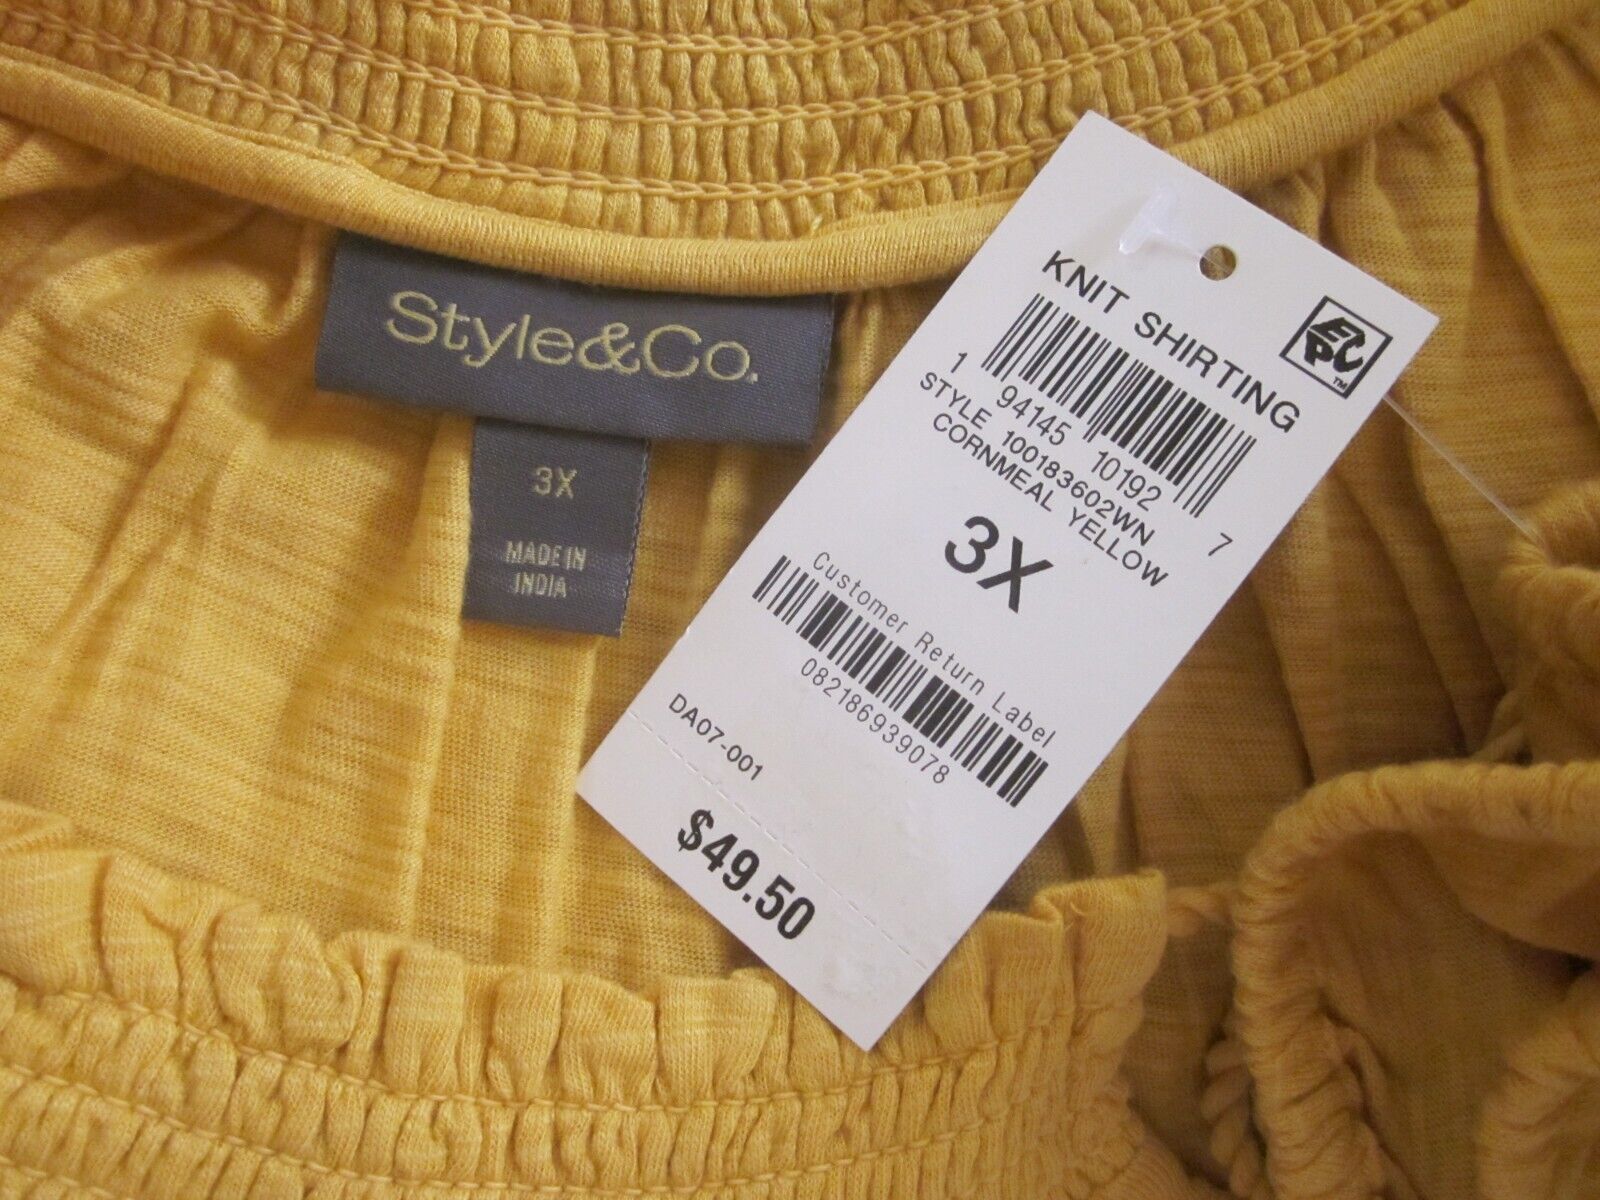 Style&Co.
3X
MADE IN
INDIA
KNIT SHIRTING
EPC™
1 94145 10192 7
STYLE 100183602WN
CORNMEAL YELLOW
3X
Customer Return Label
082186939078
DA07-001
$49.50